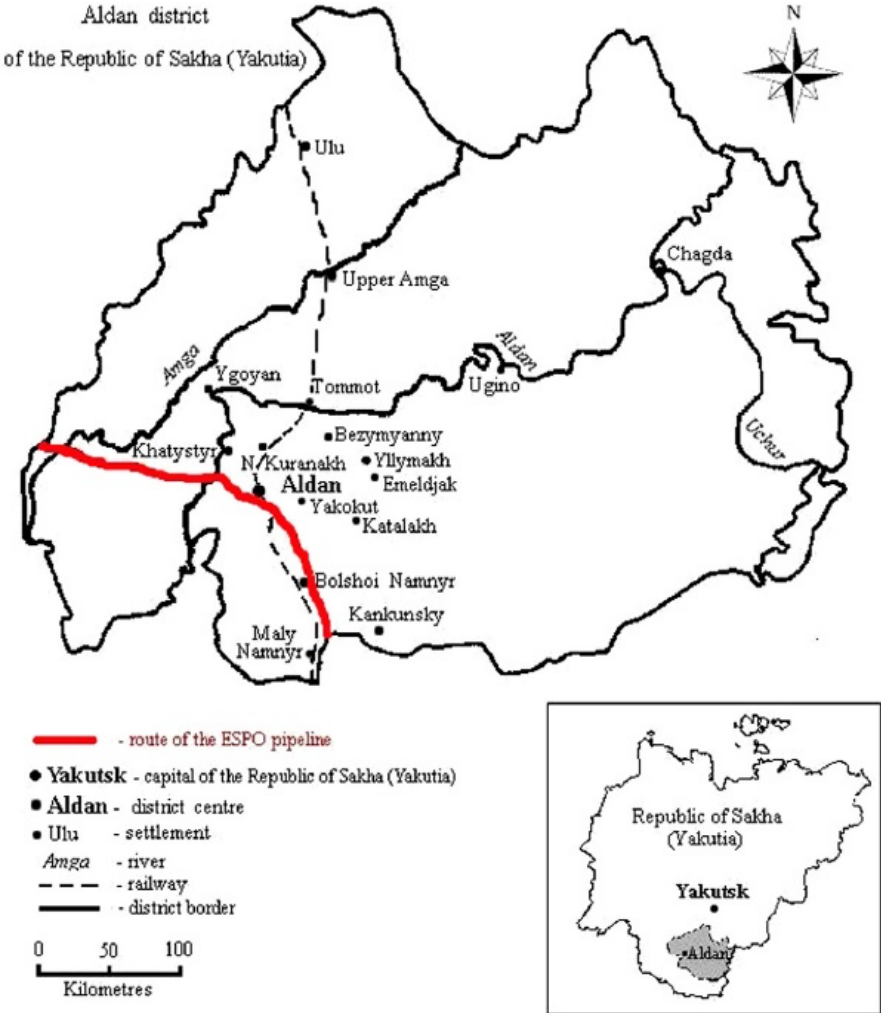 Aldan district
of the Republic of Sakha (Yakutia)
N
Ulu
Chagda
Upper Amga
Amga
Aldan
Ygoyan
Tommot
Ugino
Bezymyanny
Uchur
Khatystyr
N/Kuranakh
Yllymakh
Aldan
Emeldjak
Yakokut
Katalakh
Bolshoi Namnyr
Kankunsky
Maly
Namnyr
- route of the ESPO pipeline
Yakutsk - capital of the Republic of Sakha (Yakutia)
Aldan - district centre
Ulu - settlement
Amga - river
- railway
- district border
0 50 100
Kilometres
Republic of Sakha
(Yakutia)
Yakutsk
Aldan